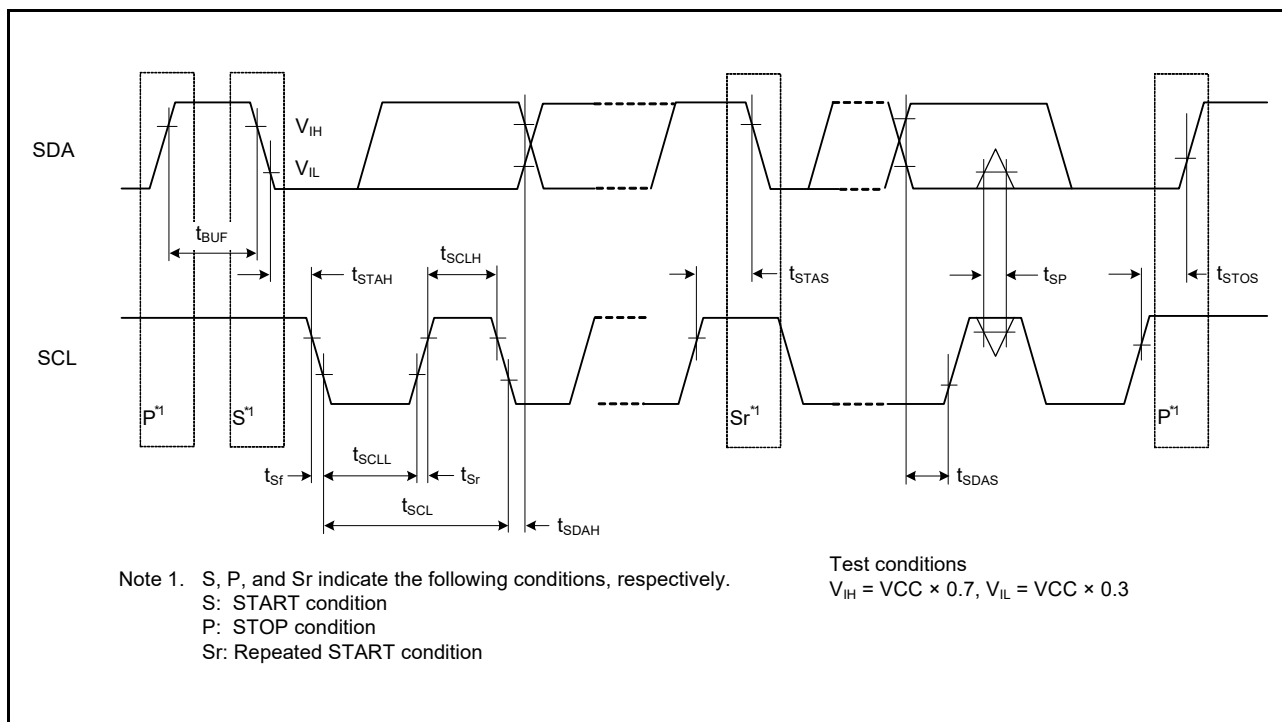 SDA
V_IH
V_IL
t_BUF
t_STAH
t_SCLH
t_STAS
t_SP
t_STOS
SCL
P*1
S*1
Sr*1
P*1
t_Sf
t_SCLL
t_Sr
t_SDAS
t_SCL
t_SDAH
Note 1. S, P, and Sr indicate the following conditions, respectively.
S: START condition
P: STOP condition
Sr: Repeated START condition
Test conditions
V_IH = VCC × 0.7, V_IL = VCC × 0.3